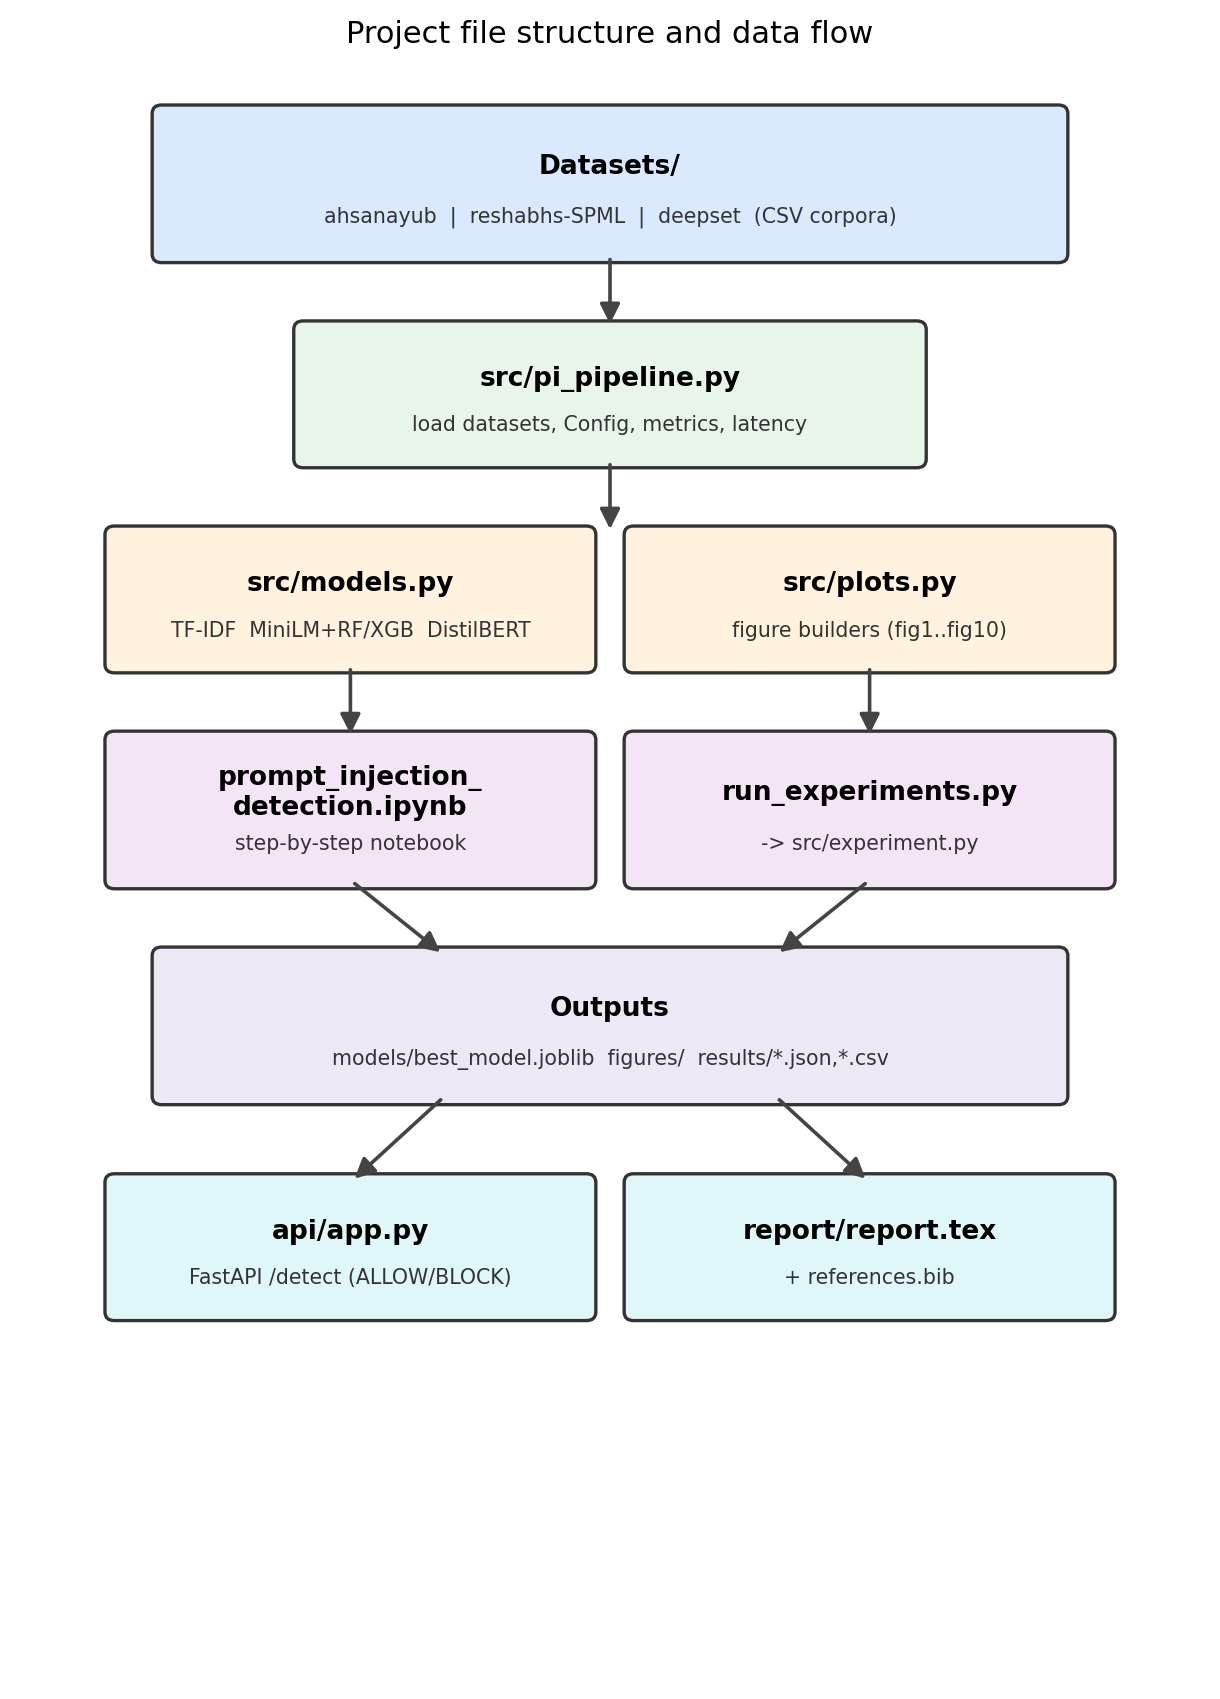 Project file structure and data flow
Datasets/
ahsanayub | reshabhs-SPML | deepset (CSV corpora)
src/pi_pipeline.py
load datasets, Config, metrics, latency
src/models.py
TF-IDF MiniLM+RF/XGB DistilBERT
src/plots.py
figure builders (fig1..fig10)
prompt_injection_
detection.ipynb
step-by-step notebook
run_experiments.py
-> src/experiment.py
Outputs
models/best_model.joblib figures/ results/*.json,*.csv
api/app.py
FastAPI /detect (ALLOW/BLOCK)
report/report.tex
+ references.bib